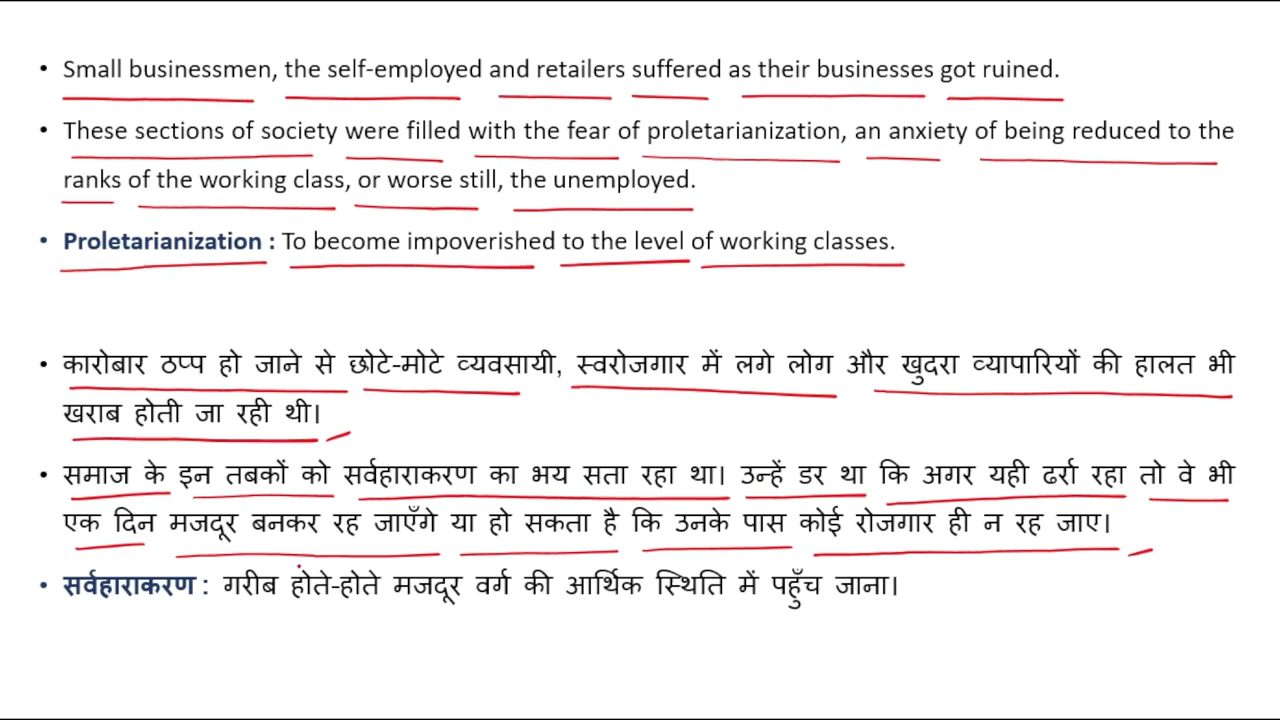 • Small businessmen, the self-employed and retailers suffered as their businesses got ruined.
• These sections of society were filled with the fear of proletarianization, an anxiety of being reduced to the
ranks of the working class, or worse still, the unemployed.
• Proletarianization : To become impoverished to the level of working classes.
• कारोबार ठप्प हो जाने से छोटे-मोटे व्यवसायी, स्वरोजगार में लगे लोग और खुदरा व्यापारियों की हालत भी
खराब होती जा रही थी।
• समाज के इन तबकों को सर्वहाराकरण का भय सता रहा था। उन्हें डर था कि अगर यही ढर्रा रहा तो वे भी
एक दिन मजदूर बनकर रह जाएँगे या हो सकता है कि उनके पास कोई रोजगार ही न रह जाए।
• सर्वहाराकरण : गरीब होते-होते मजदूर वर्ग की आर्थिक स्थिति में पहुँच जाना।